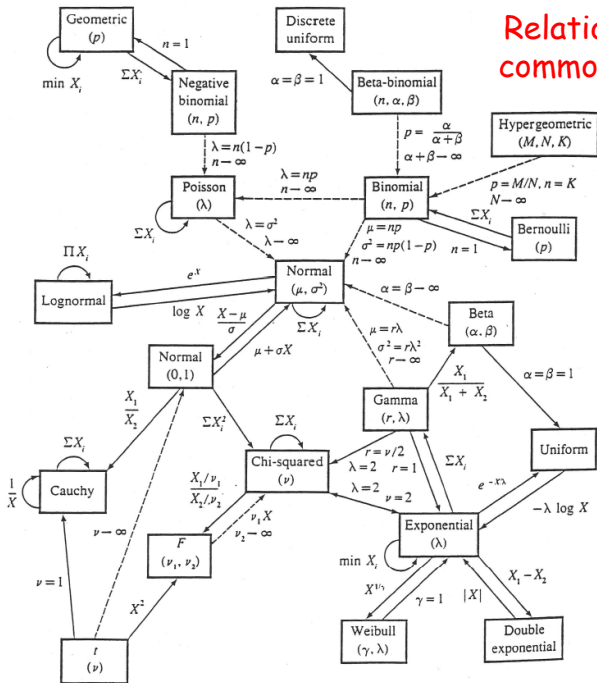 Relatio
commo
Geometric
(p)
n = 1
min Xᵢ
ΣXᵢ
Negative
binomial
(n, p)
Discrete
uniform
α = β = 1
Beta-binomial
(n, α, β)
p = α / (α + β)
α + β → ∞
Hypergeometric
(M, N, K)
λ = n(1 − p)
n → ∞
λ = np
n → ∞
p = M/N, n = K
N → ∞
Poisson
(λ)
Binomial
(n, p)
ΣXᵢ
Bernoulli
(p)
n = 1
ΣXᵢ
λ = σ²
λ → ∞
μ = np
σ² = np(1 − p)
n → ∞
ΠXᵢ
Lognormal
eˣ
log X
Normal
(μ, σ²)
ΣXᵢ
α = β → ∞
Beta
(α, β)
(X − μ) / σ
μ + σX
μ = rλ
σ² = rλ²
r → ∞
Normal
(0, 1)
Gamma
(r, λ)
X₁ / (X₁ + X₂)
α = β = 1
X₁ / X₂
ΣXᵢ²
ΣXᵢ
Chi-squared
(ν)
r = ν/2
λ = 2
r = 1
ΣXᵢ
Uniform
ΣXᵢ
1/X
Cauchy
(X₁/ν₁) / (X₂/ν₂)
λ = 2
ν = 2
e^(−Xλ)
−λ log X
ν → ∞
ν₁X
ν₂ → ∞
F
(ν₁, ν₂)
Exponential
(λ)
min Xᵢ
ν = 1
X²
X^(1/γ)
γ = 1
|X|
X₁ − X₂
t
(ν)
Weibull
(γ, λ)
Double
exponential